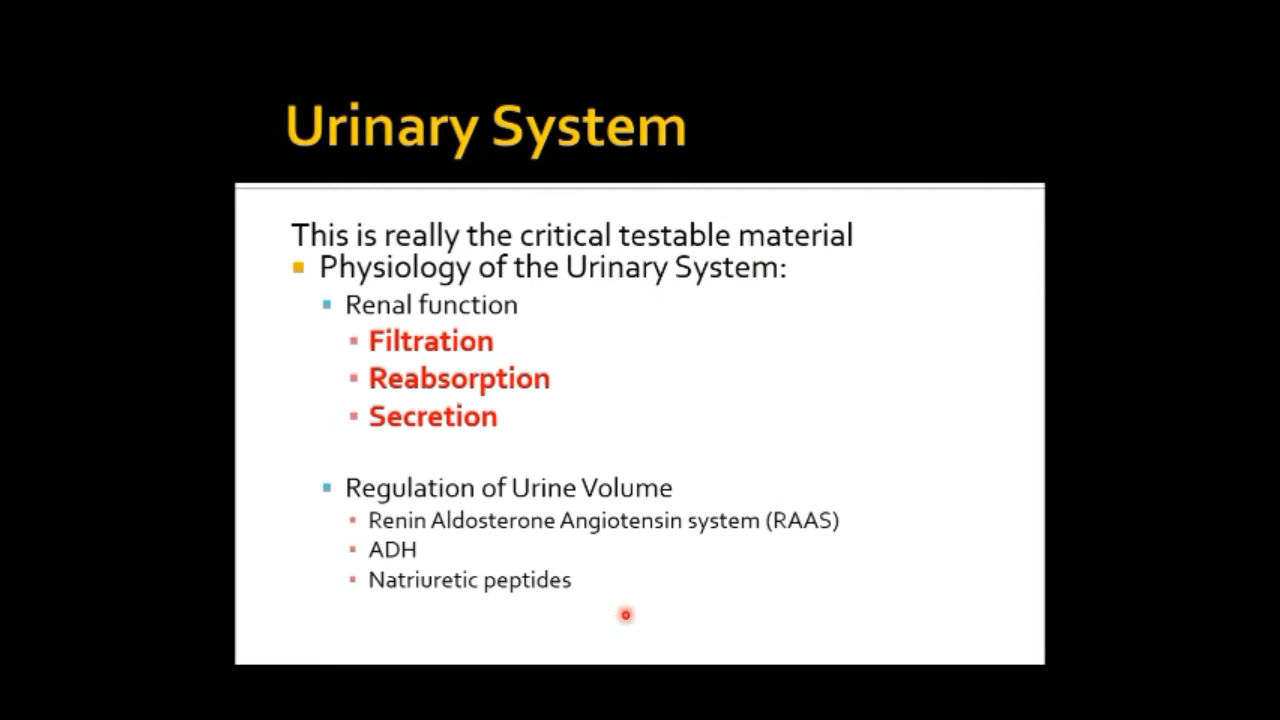 Urinary System
This is really the critical testable material
Physiology of the Urinary System:
Renal function
Filtration
Reabsorption
Secretion
Regulation of Urine Volume
Renin Aldosterone Angiotensin system (RAAS)
ADH
Natriuretic peptides